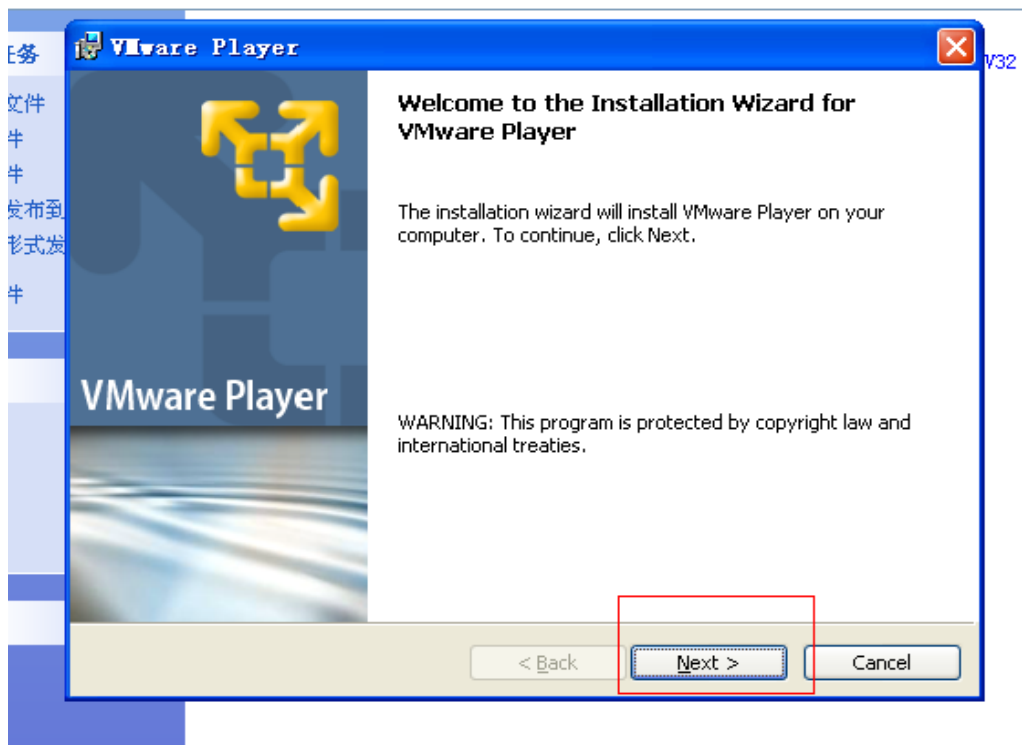 VMware Player
任务
V32
文件
件
件
发布到
形式发
件
Welcome to the Installation Wizard for
VMware Player
The installation wizard will install VMware Player on your
computer. To continue, click Next.
VMware Player
WARNING: This program is protected by copyright law and
international treaties.
< Back
Next >
Cancel